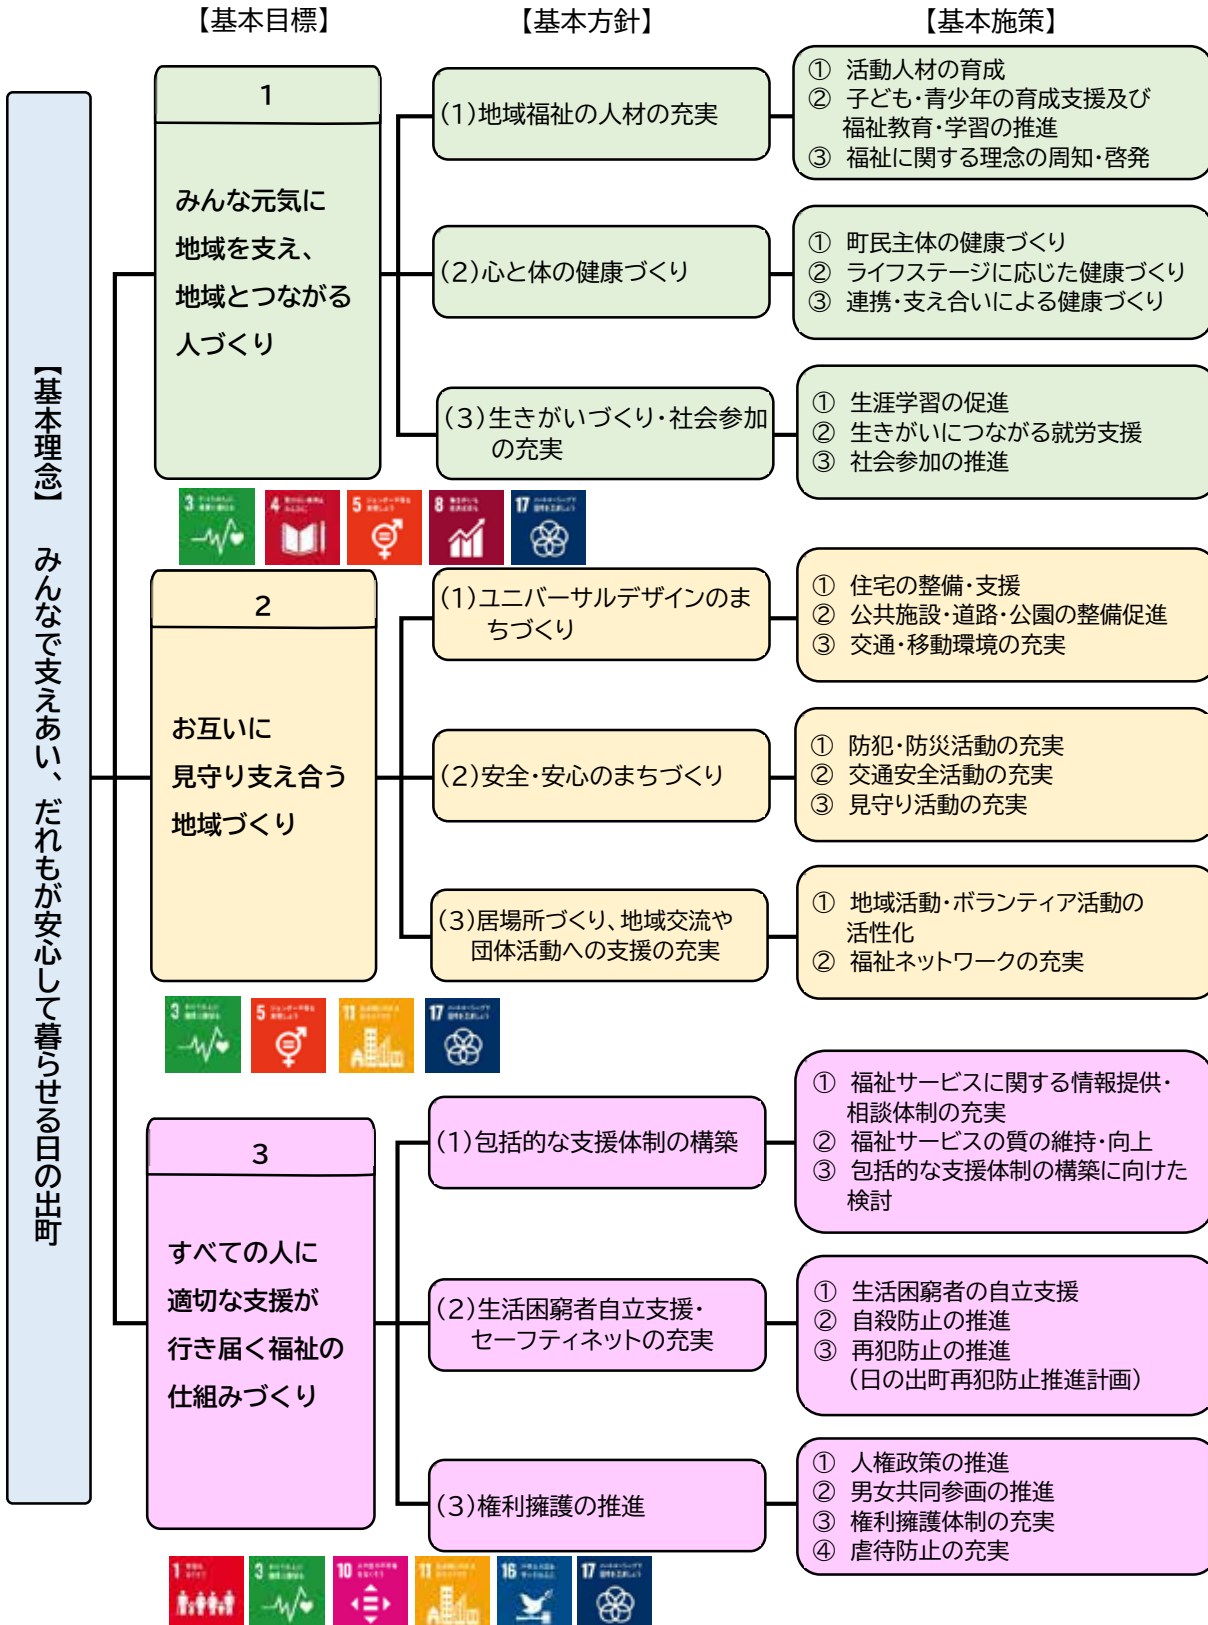 【基本目標】
【基本方針】
【基本施策】
【基本理念】 みんなで支えあい、だれもが安心して暮らせる日の出町
1
みんな元気に
地域を支え、
地域とつながる
人づくり
(1)地域福祉の人材の充実
① 活動人材の育成
② 子ども・青少年の育成支援及び
福祉教育・学習の推進
③ 福祉に関する理念の周知・啓発
(2)心と体の健康づくり
① 町民主体の健康づくり
② ライフステージに応じた健康づくり
③ 連携・支え合いによる健康づくり
(3)生きがいづくり・社会参加
の充実
① 生涯学習の促進
② 生きがいにつながる就労支援
③ 社会参加の推進
3
4
5
8
17
2
お互いに
見守り支え合う
地域づくり
(1)ユニバーサルデザインのま
ちづくり
① 住宅の整備・支援
② 公共施設・道路・公園の整備促進
③ 交通・移動環境の充実
(2)安全・安心のまちづくり
① 防犯・防災活動の充実
② 交通安全活動の充実
③ 見守り活動の充実
(3)居場所づくり、地域交流や
団体活動への支援の充実
① 地域活動・ボランティア活動の
活性化
② 福祉ネットワークの充実
3
5
11
17
3
すべての人に
適切な支援が
行き届く福祉の
仕組みづくり
(1)包括的な支援体制の構築
① 福祉サービスに関する情報提供・
相談体制の充実
② 福祉サービスの質の維持・向上
③ 包括的な支援体制の構築に向けた
検討
(2)生活困窮者自立支援・
セーフティネットの充実
① 生活困窮者の自立支援
② 自殺防止の推進
③ 再犯防止の推進
(日の出町再犯防止推進計画)
(3)権利擁護の推進
① 人権政策の推進
② 男女共同参画の推進
③ 権利擁護体制の充実
④ 虐待防止の充実
1
3
10
11
16
17